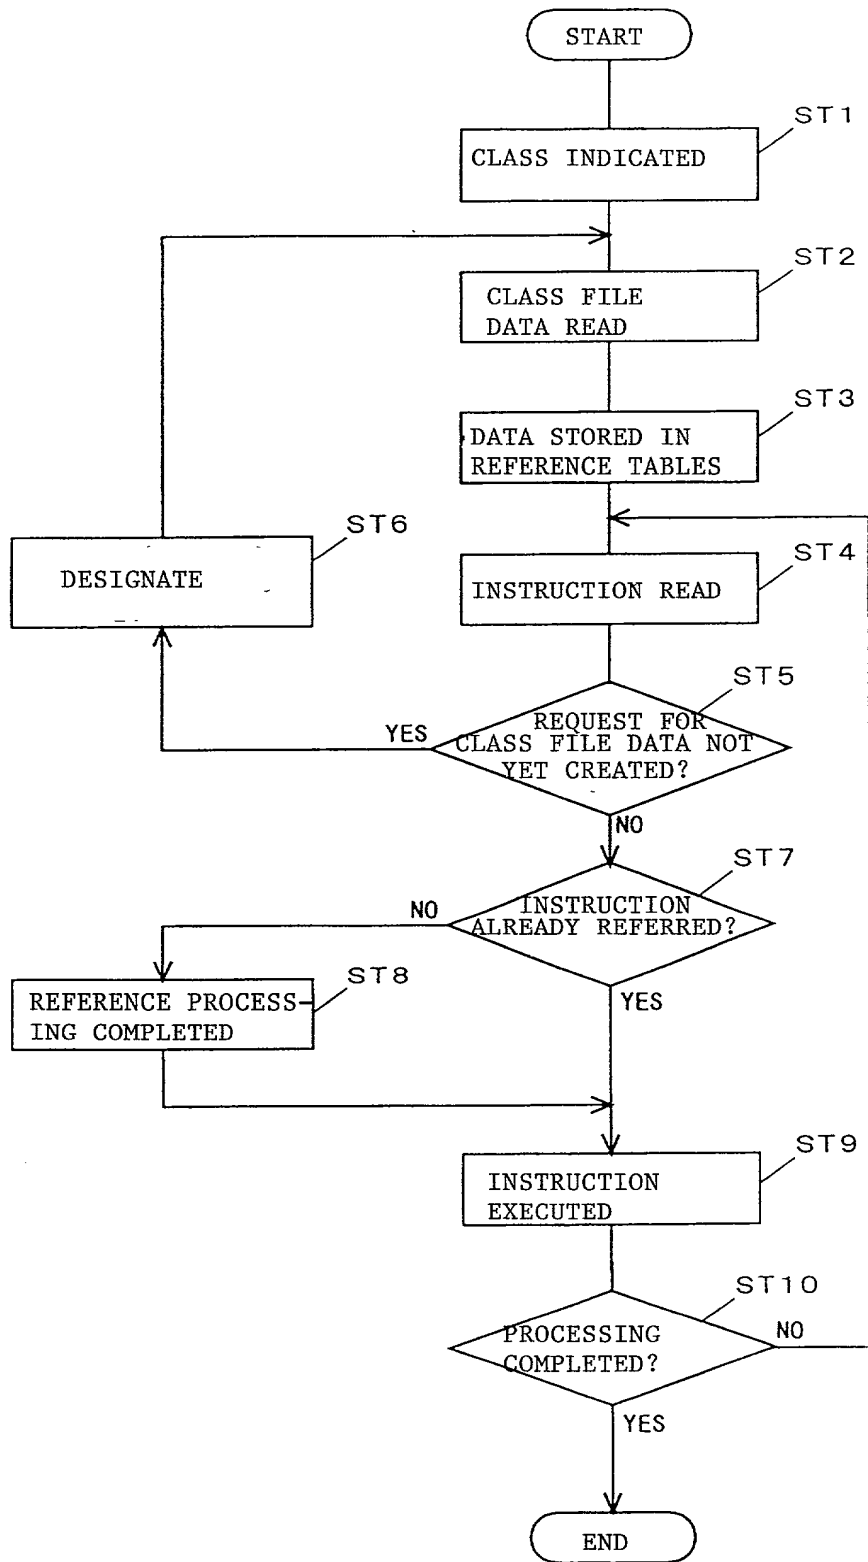 START
ST1
CLASS INDICATED
ST2
CLASS FILE
DATA READ
ST3
DATA STORED IN
REFERENCE TABLES
ST6
DESIGNATE
ST4
INSTRUCTION READ
ST5
YES
REQUEST FOR
CLASS FILE DATA NOT
YET CREATED?
NO
ST7
NO
INSTRUCTION
ALREADY REFERRED?
ST8
REFERENCE PROCESS-
ING COMPLETED
YES
ST9
INSTRUCTION
EXECUTED
ST10
PROCESSING
COMPLETED?
NO
YES
END